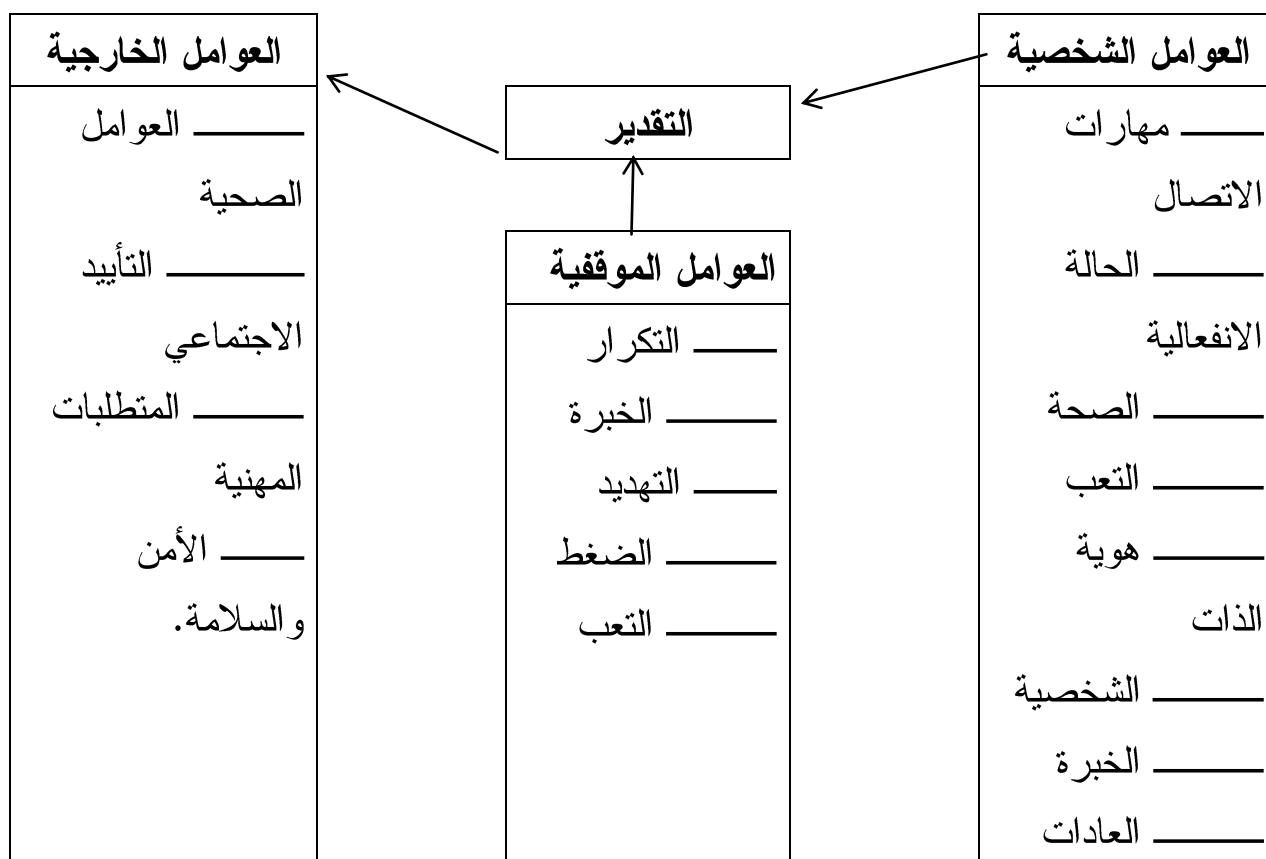 العوامل الشخصية
ـــــ مهارات
الاتصال
ـــــ الحالة
الانفعالية
ـــــ الصحة
ـــــ التعب
ـــــ هوية
الذات
ـــــ الشخصية
ـــــ الخبرة
ـــــ العادات
التقدير
العوامل الموقفية
ـــــ التكرار
ـــــ الخبرة
ـــــ التهديد
ـــــ الضغط
ـــــ التعب
العوامل الخارجية
ـــــ العوامل
الصحية
ـــــ التأييد
الاجتماعي
ـــــ المتطلبات
المهنية
ـــــ الأمن
والسلامة.